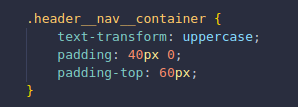 .header__nav__container {
    text-transform: uppercase;
    padding: 40px 0;
    padding-top: 60px;
}